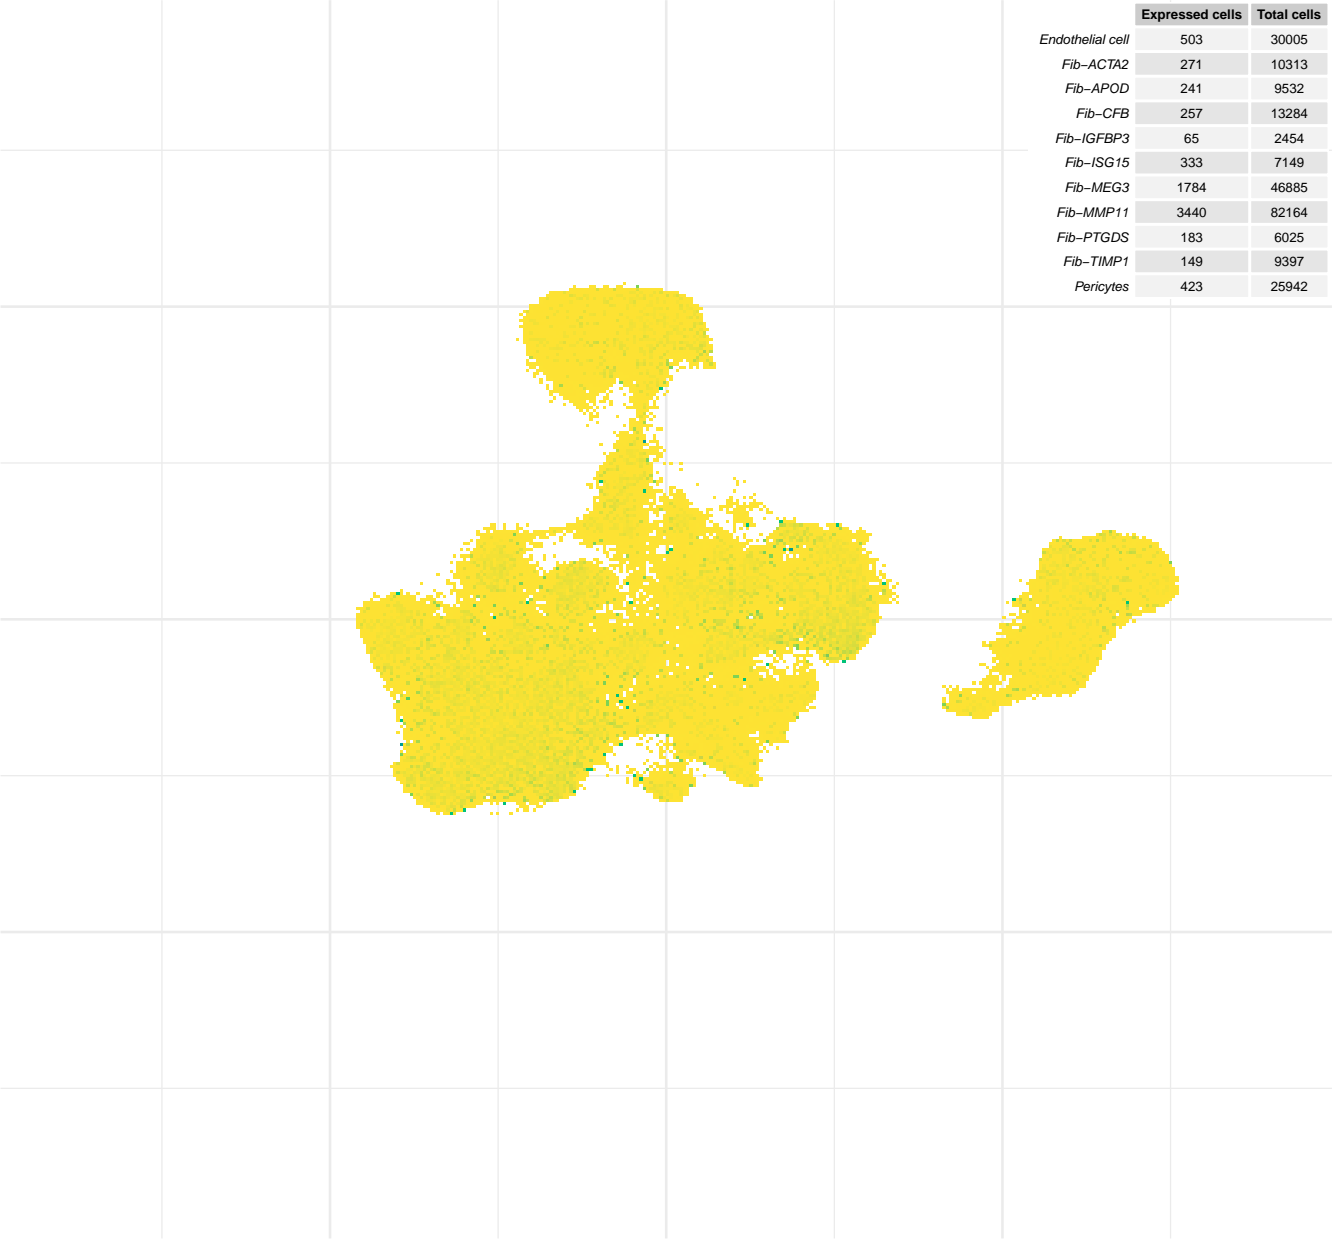 Expressed cells Total cells
Endothelial cell 503 30005
Fib−ACTA2 271 10313
Fib−APOD 241 9532
Fib−CFB 257 13284
Fib−IGFBP3 65 2454
Fib−ISG15 333 7149
Fib−MEG3 1784 46885
Fib−MMP11 3440 82164
Fib−PTGDS 183 6025
Fib−TIMP1 149 9397
Pericytes 423 25942